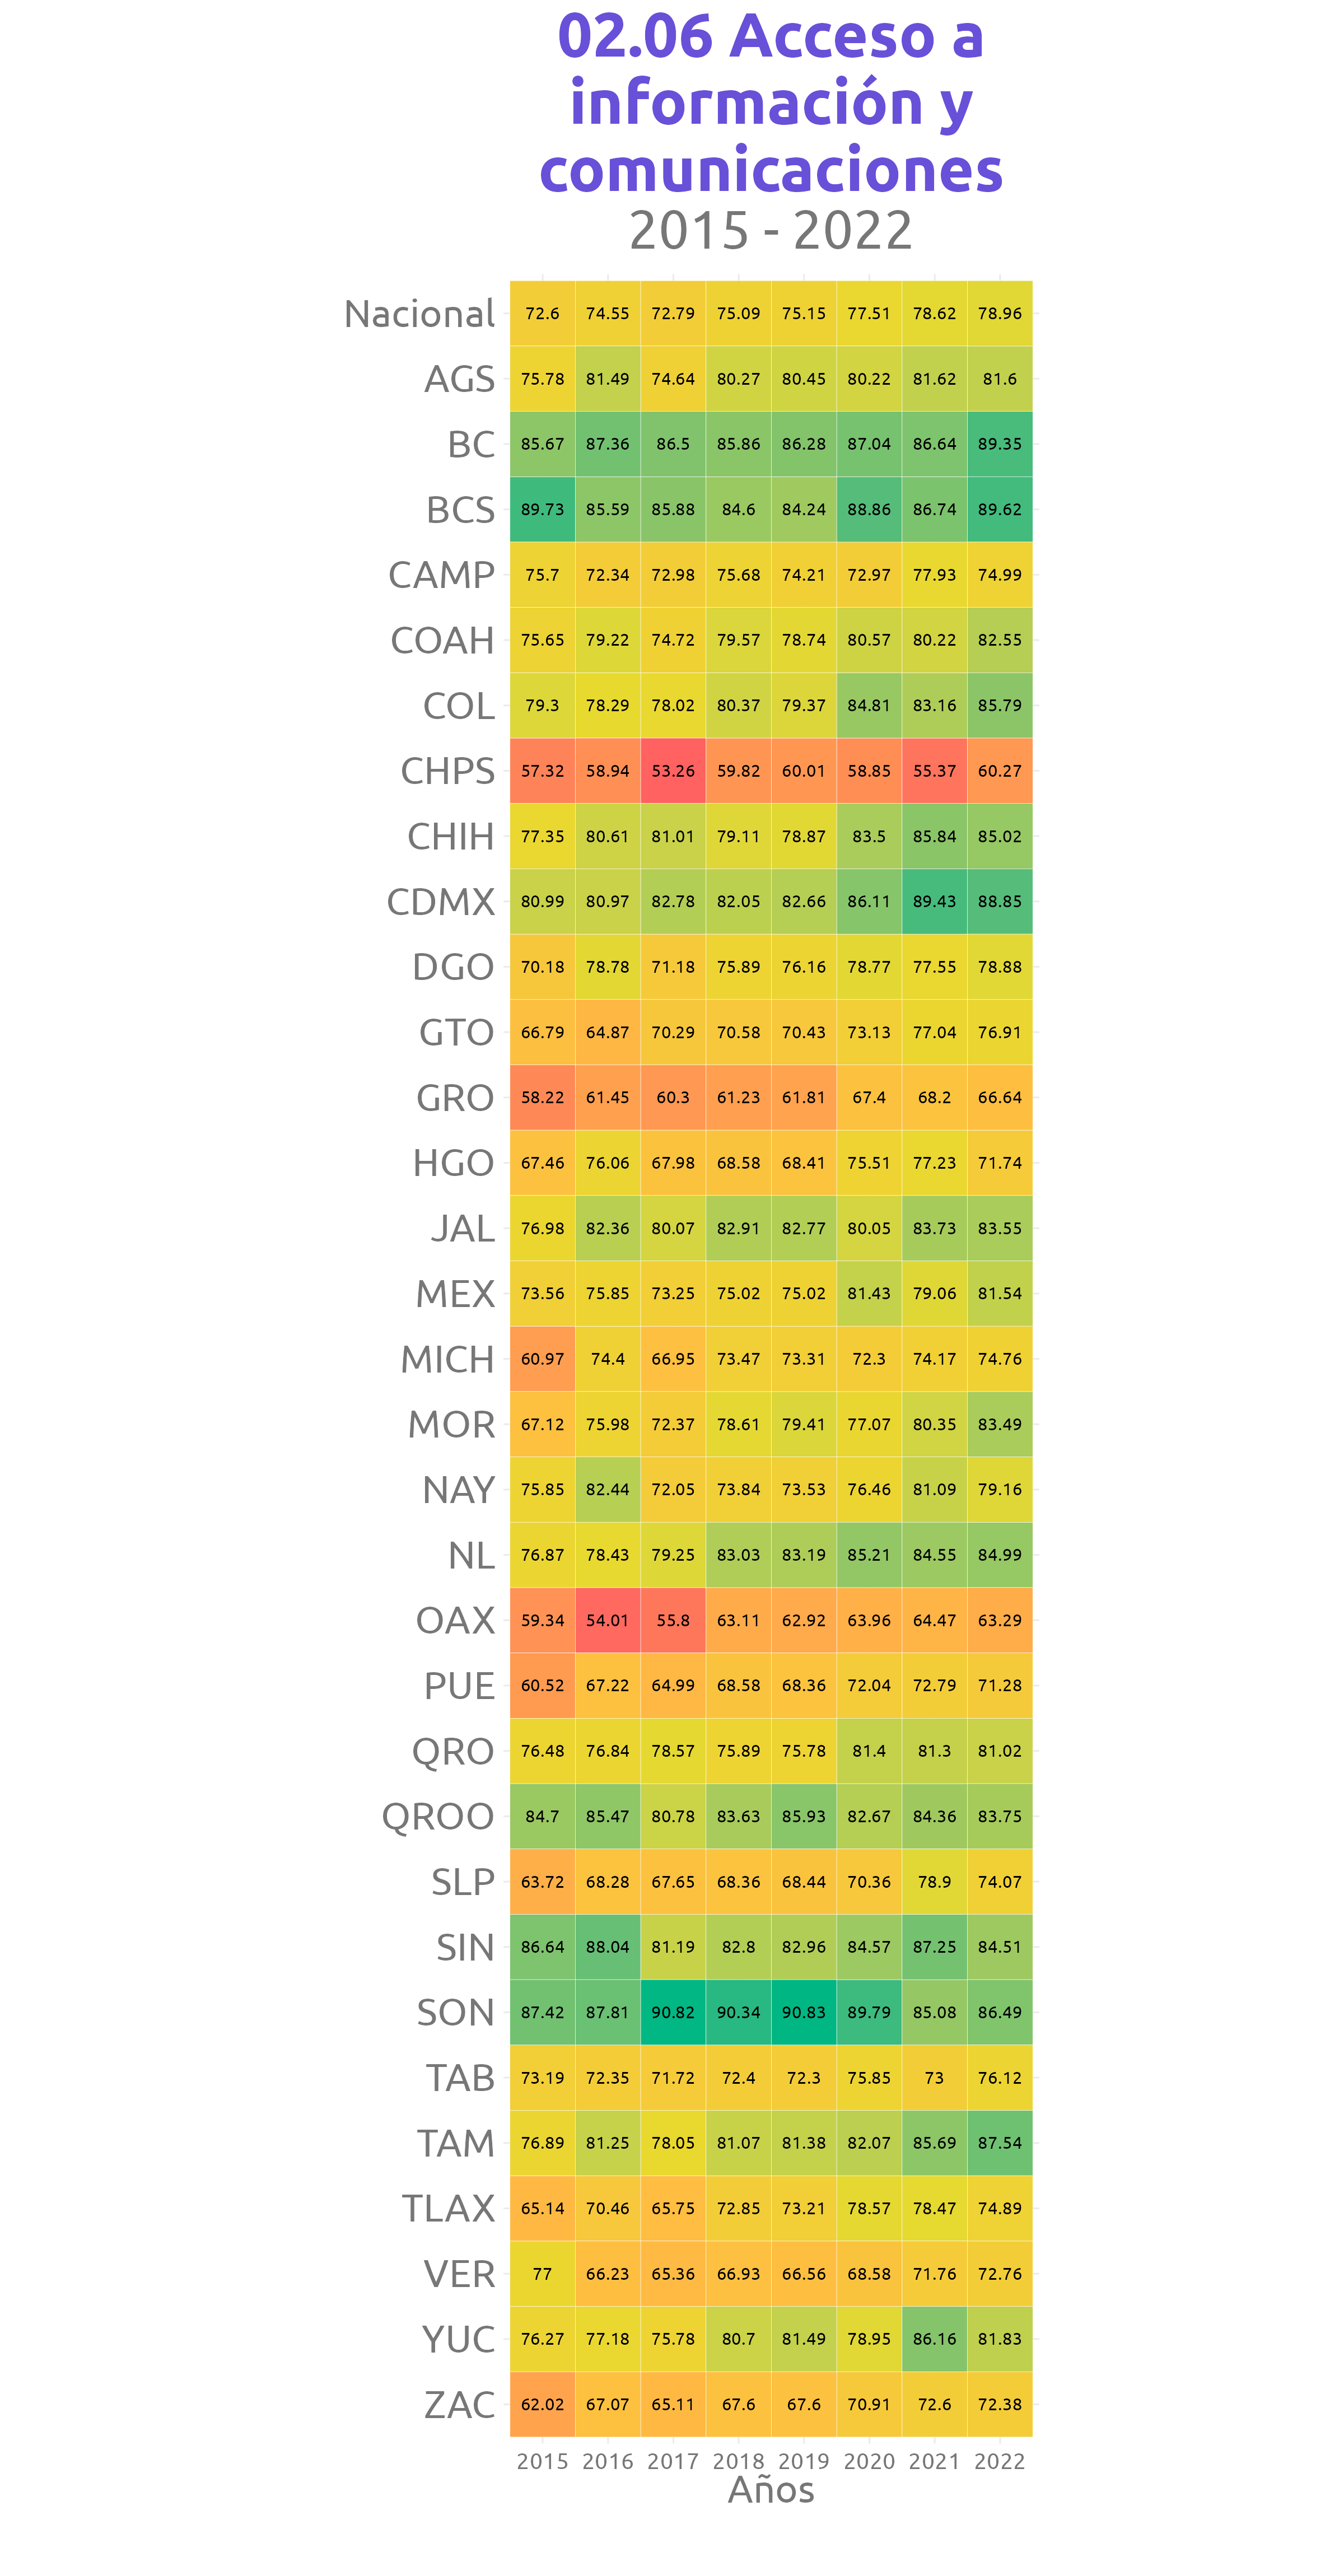 02.06 Acceso a
información y
comunicaciones
2015 - 2022
Nacional 72.6 74.55 72.79 75.09 75.15 77.51 78.62 78.96
AGS 75.78 81.49 74.64 80.27 80.45 80.22 81.62 81.6
BC 85.67 87.36 86.5 85.86 86.28 87.04 86.64 89.35
BCS 89.73 85.59 85.88 84.6 84.24 88.86 86.74 89.62
CAMP 75.7 72.34 72.98 75.68 74.21 72.97 77.93 74.99
COAH 75.65 79.22 74.72 79.57 78.74 80.57 80.22 82.55
COL 79.3 78.29 78.02 80.37 79.37 84.81 83.16 85.79
CHPS 57.32 58.94 53.26 59.82 60.01 58.85 55.37 60.27
CHIH 77.35 80.61 81.01 79.11 78.87 83.5 85.84 85.02
CDMX 80.99 80.97 82.78 82.05 82.66 86.11 89.43 88.85
DGO 70.18 78.78 71.18 75.89 76.16 78.77 77.55 78.88
GTO 66.79 64.87 70.29 70.58 70.43 73.13 77.04 76.91
GRO 58.22 61.45 60.3 61.23 61.81 67.4 68.2 66.64
HGO 67.46 76.06 67.98 68.58 68.41 75.51 77.23 71.74
JAL 76.98 82.36 80.07 82.91 82.77 80.05 83.73 83.55
MEX 73.56 75.85 73.25 75.02 75.02 81.43 79.06 81.54
MICH 60.97 74.4 66.95 73.47 73.31 72.3 74.17 74.76
MOR 67.12 75.98 72.37 78.61 79.41 77.07 80.35 83.49
NAY 75.85 82.44 72.05 73.84 73.53 76.46 81.09 79.16
NL 76.87 78.43 79.25 83.03 83.19 85.21 84.55 84.99
OAX 59.34 54.01 55.8 63.11 62.92 63.96 64.47 63.29
PUE 60.52 67.22 64.99 68.58 68.36 72.04 72.79 71.28
QRO 76.48 76.84 78.57 75.89 75.78 81.4 81.3 81.02
QROO 84.7 85.47 80.78 83.63 85.93 82.67 84.36 83.75
SLP 63.72 68.28 67.65 68.36 68.44 70.36 78.9 74.07
SIN 86.64 88.04 81.19 82.8 82.96 84.57 87.25 84.51
SON 87.42 87.81 90.82 90.34 90.83 89.79 85.08 86.49
TAB 73.19 72.35 71.72 72.4 72.3 75.85 73 76.12
TAM 76.89 81.25 78.05 81.07 81.38 82.07 85.69 87.54
TLAX 65.14 70.46 65.75 72.85 73.21 78.57 78.47 74.89
VER 77 66.23 65.36 66.93 66.56 68.58 71.76 72.76
YUC 76.27 77.18 75.78 80.7 81.49 78.95 86.16 81.83
ZAC 62.02 67.07 65.11 67.6 67.6 70.91 72.6 72.38
2015 2016 2017 2018 2019 2020 2021 2022
Años